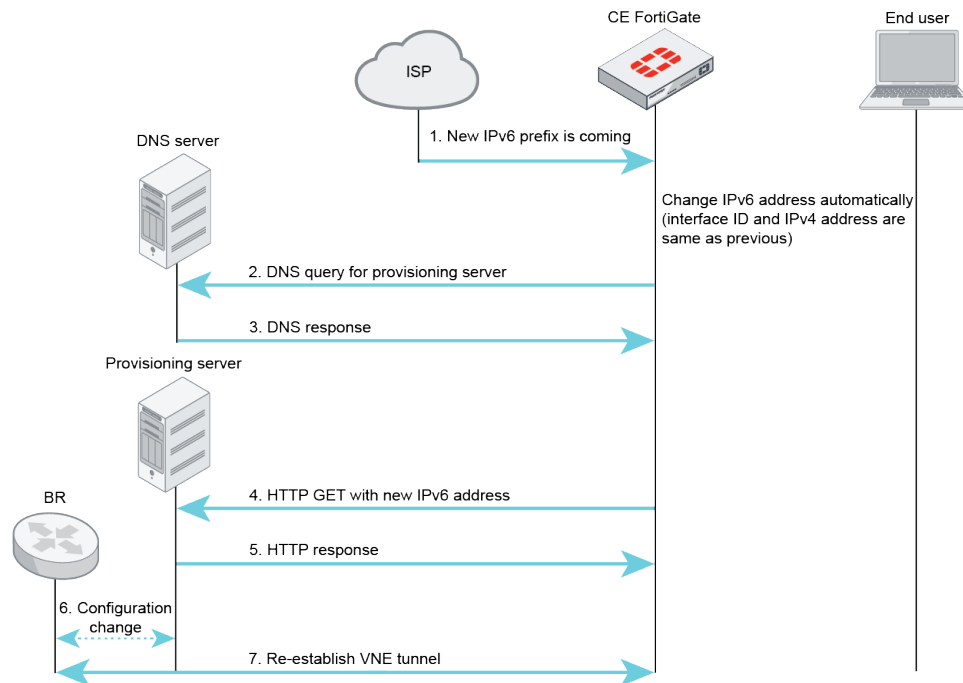 CE FortiGate
End user
ISP
1. New IPv6 prefix is coming
DNS server
Change IPv6 address automatically
(interface ID and IPv4 address are
same as previous)
2. DNS query for provisioning server
3. DNS response
Provisioning server
4. HTTP GET with new IPv6 address
BR
5. HTTP response
6. Configuration
change
7. Re-establish VNE tunnel